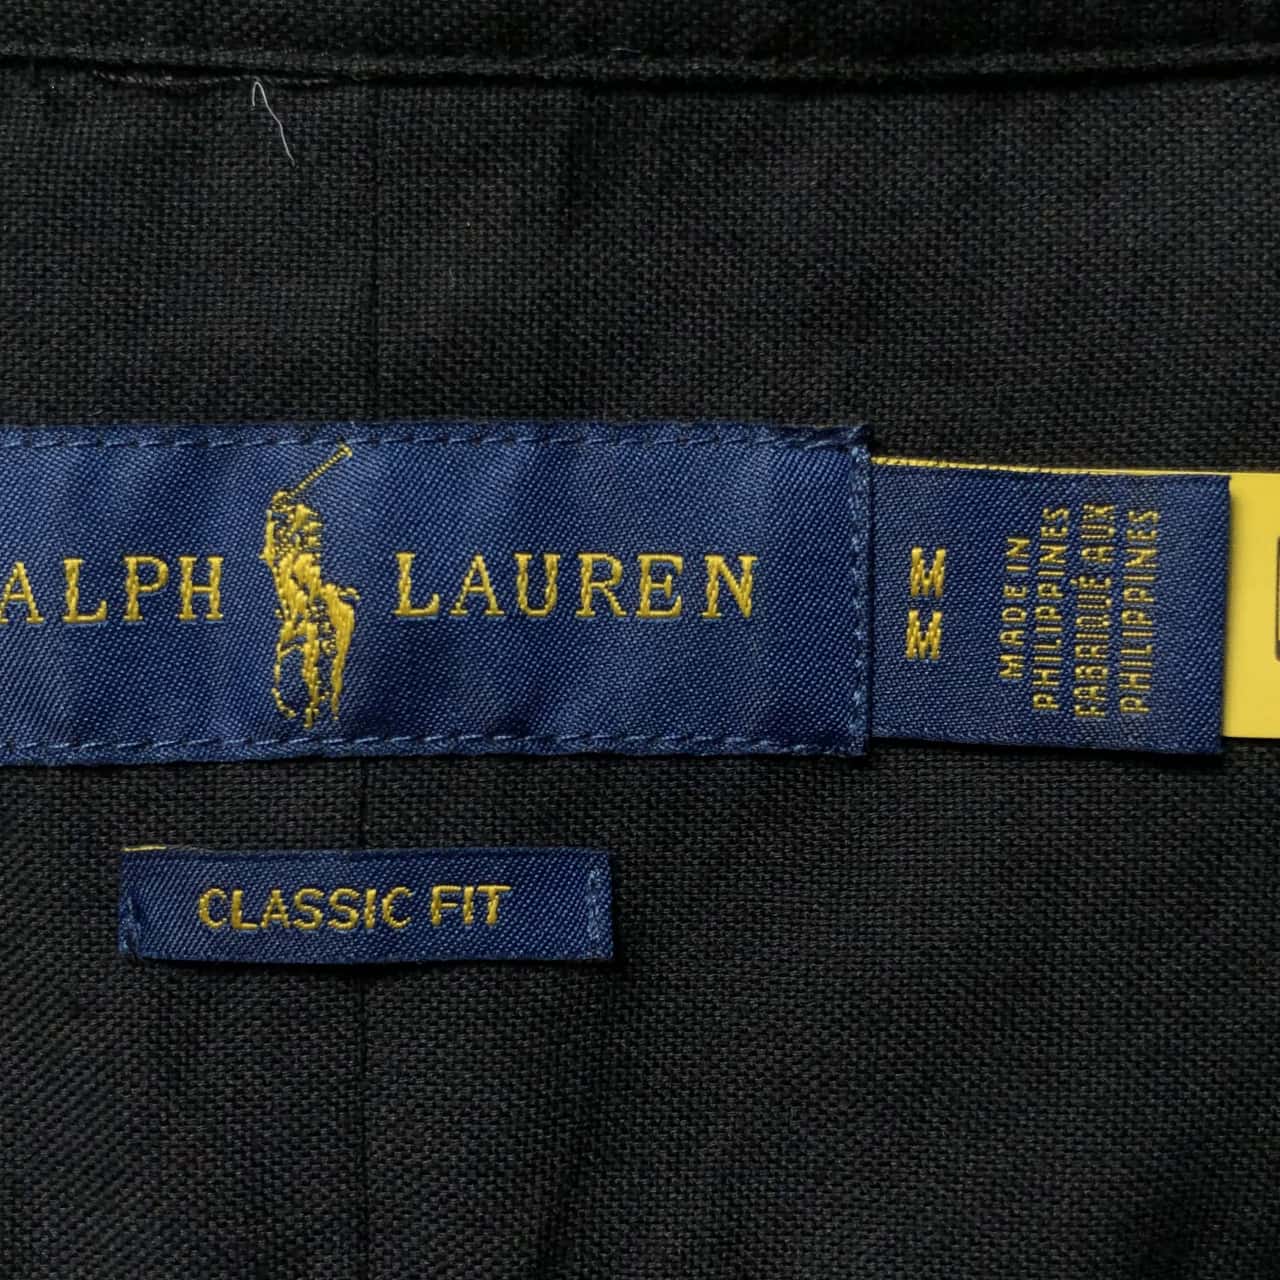 ALPH LAUREN
M
M
MADE IN
PHILIPPINES
FABRIQUÉ AUX
PHILIPPINES
CLASSIC FIT